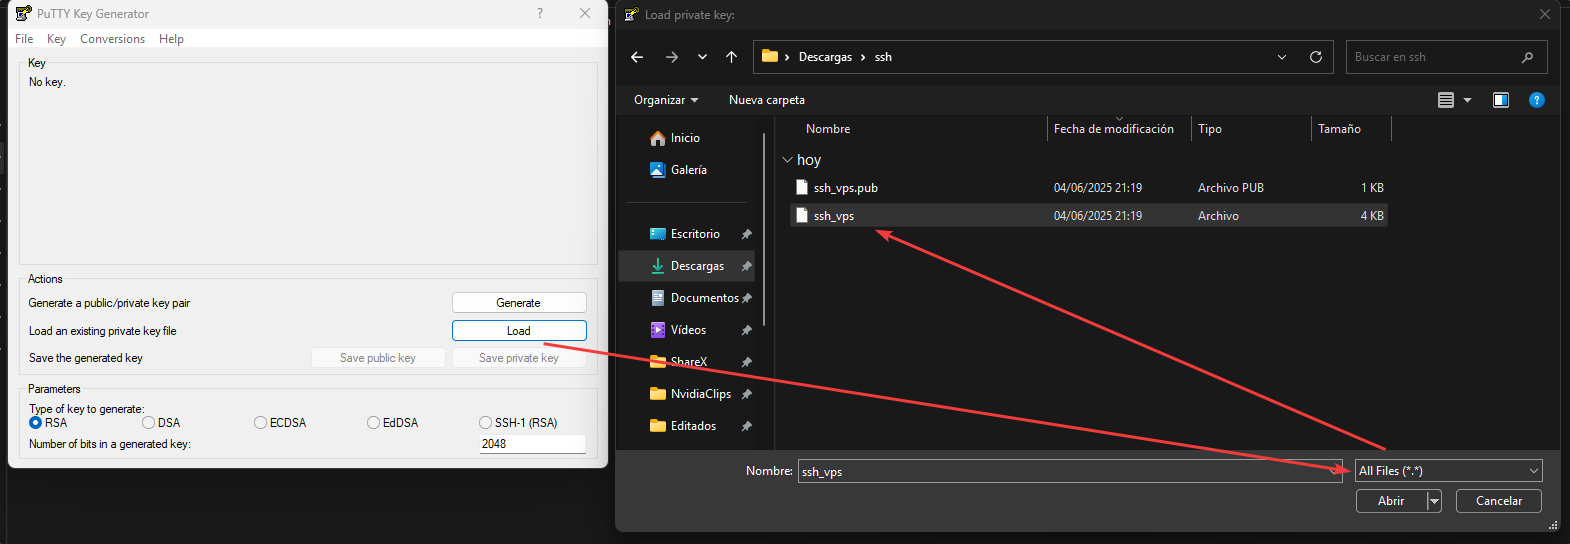 PuTTY Key Generator
File Key Conversions Help
Key
No key.
Actions
Generate a public/private key pair
Generate
Load an existing private key file
Load
Save the generated key
Save public key
Save private key
Parameters
Type of key to generate:
RSA DSA ECDSA EdDSA SSH-1 (RSA)
Number of bits in a generated key:
2048
Load private key:
Descargas › ssh
Buscar en ssh
Organizar
Nueva carpeta
Inicio
Galería
Escritorio
Descargas
Documentos
Vídeos
ShareX
NvidiaClips
Editados
Nombre Fecha de modificación Tipo Tamaño
hoy
ssh_vps.pub 04/06/2025 21:19 Archivo PUB 1 KB
ssh_vps 04/06/2025 21:19 Archivo 4 KB
Nombre: ssh_vps
All Files (*.*)
Abrir
Cancelar